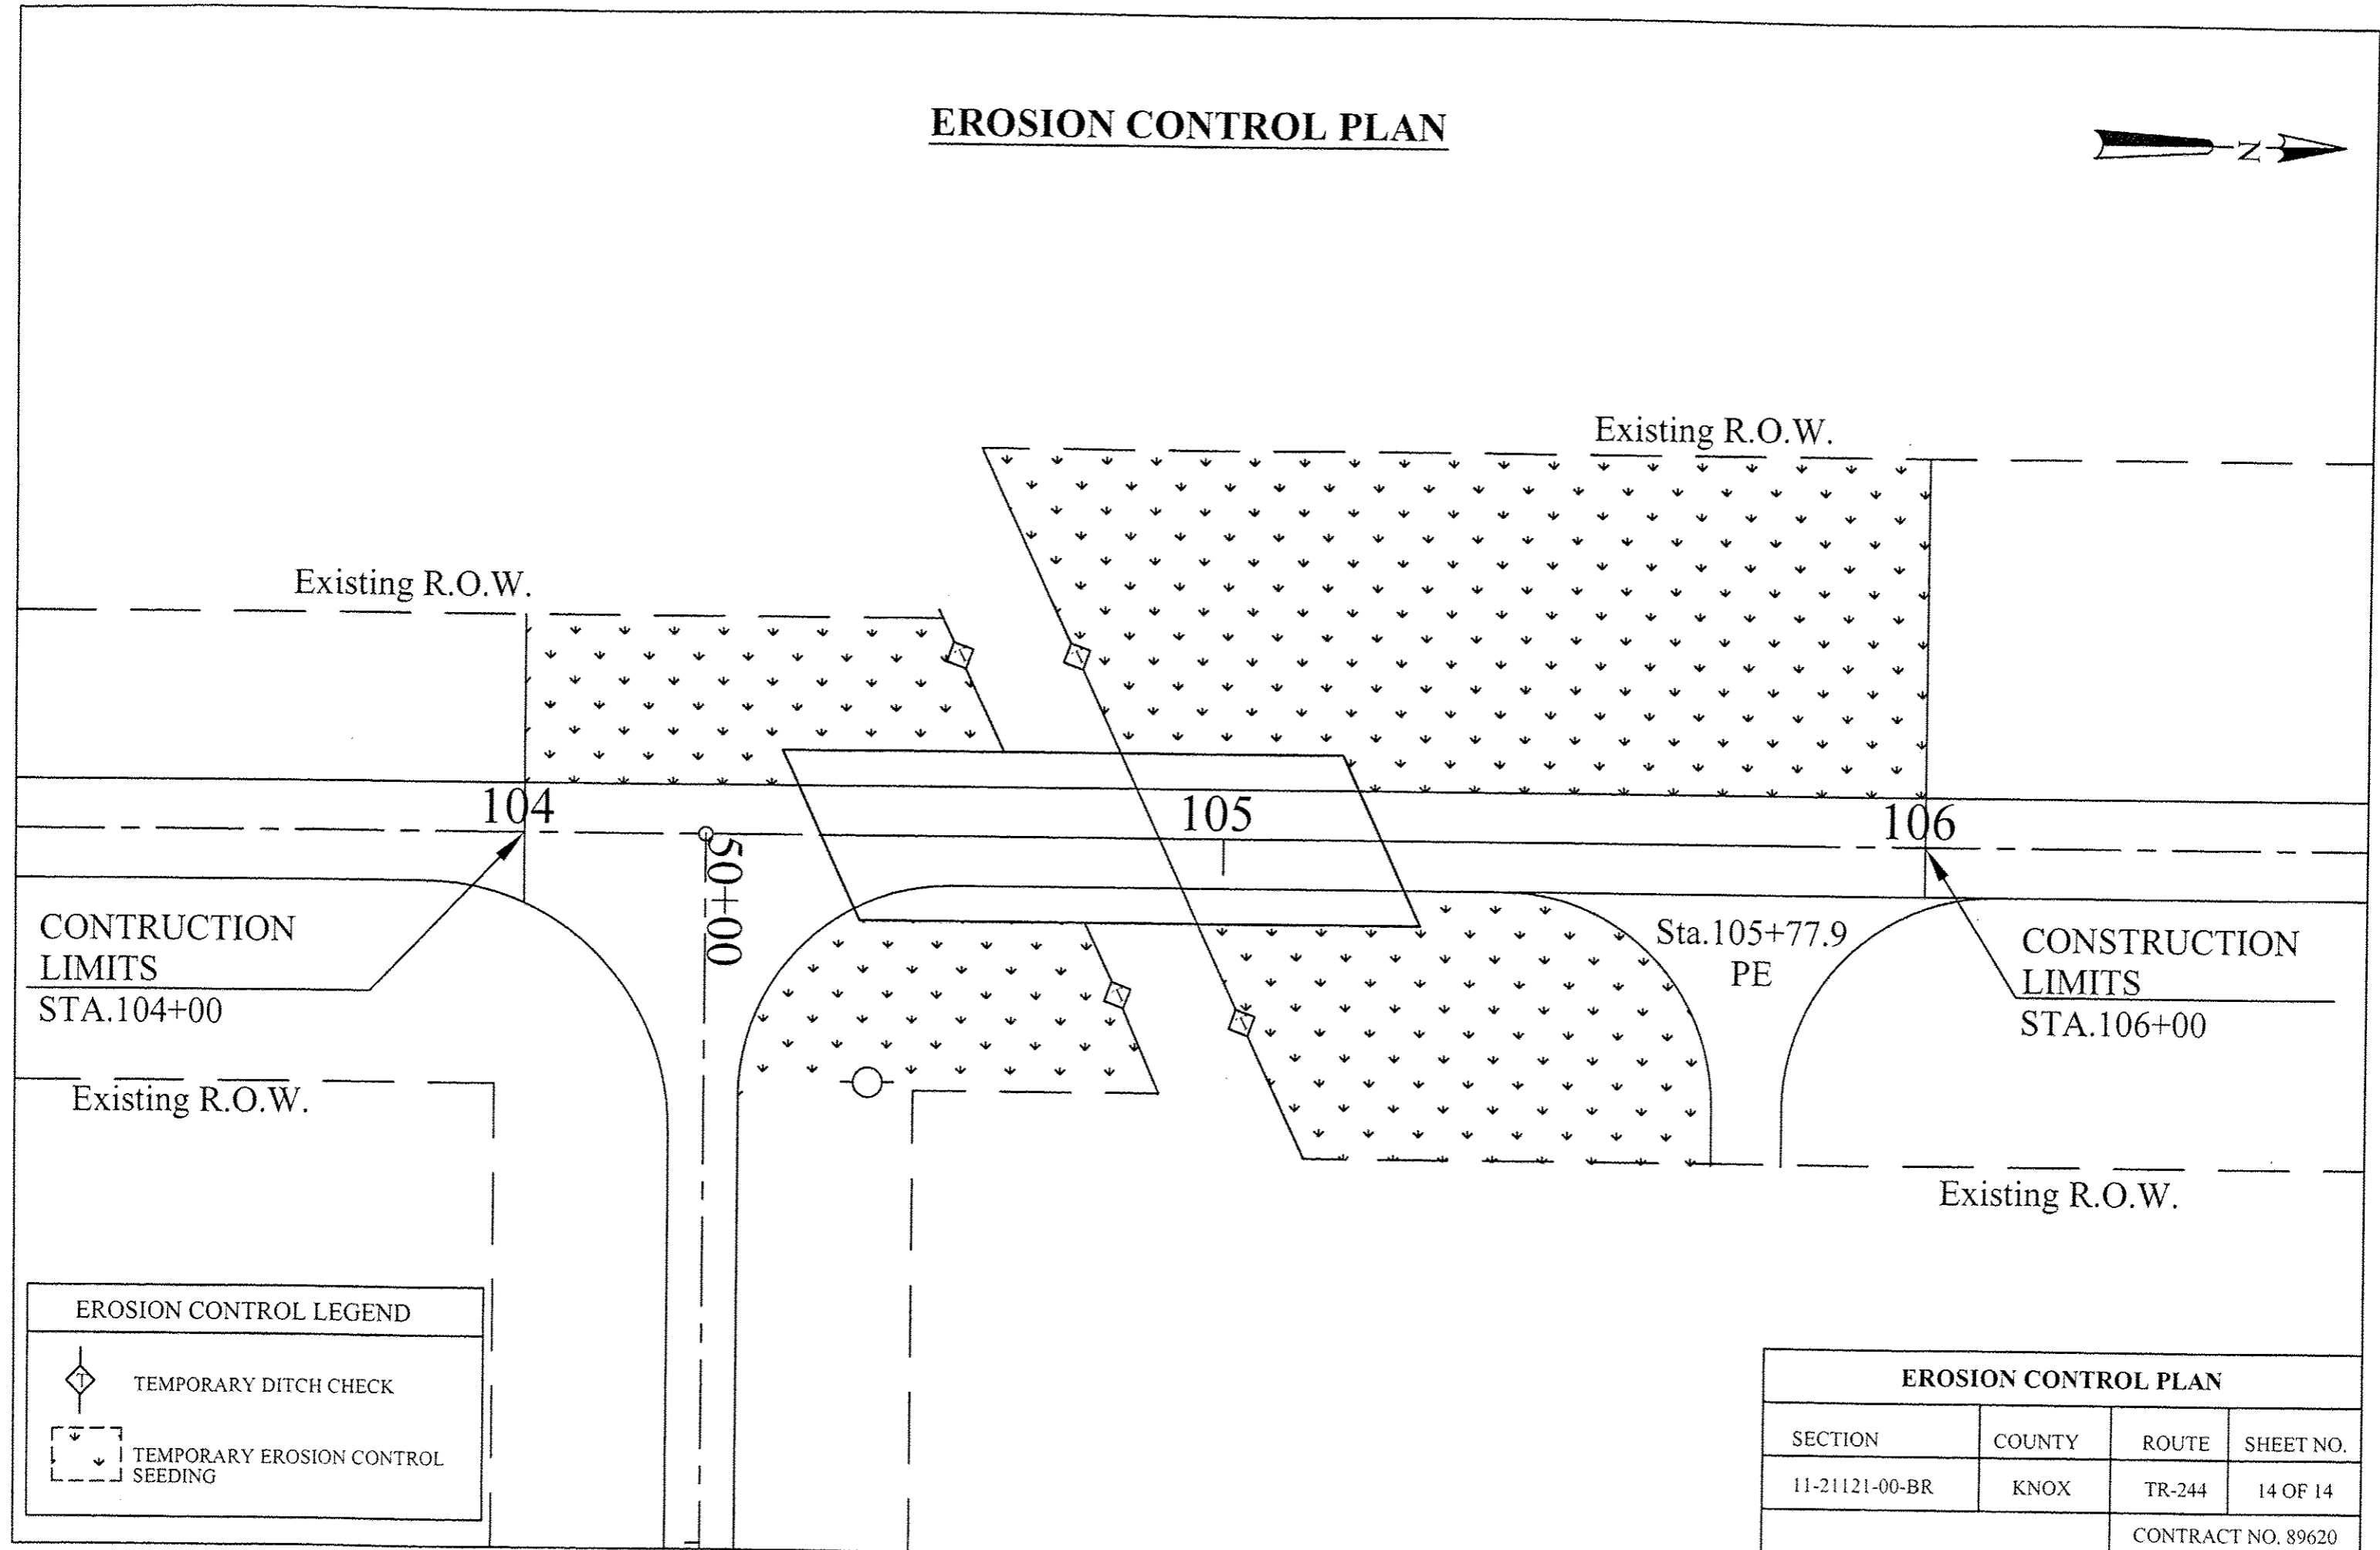 EROSION CONTROL PLAN
N
Existing R.O.W.
Existing R.O.W.
104
105
106
50+00
CONTRUCTION
LIMITS
STA.104+00
Sta.105+77.9
PE
CONSTRUCTION
LIMITS
STA.106+00
Existing R.O.W.
Existing R.O.W.
EROSION CONTROL LEGEND
T TEMPORARY DITCH CHECK
TEMPORARY EROSION CONTROL
SEEDING
EROSION CONTROL PLAN
SECTION COUNTY ROUTE SHEET NO.
11-21121-00-BR KNOX TR-244 14 OF 14
CONTRACT NO. 89620